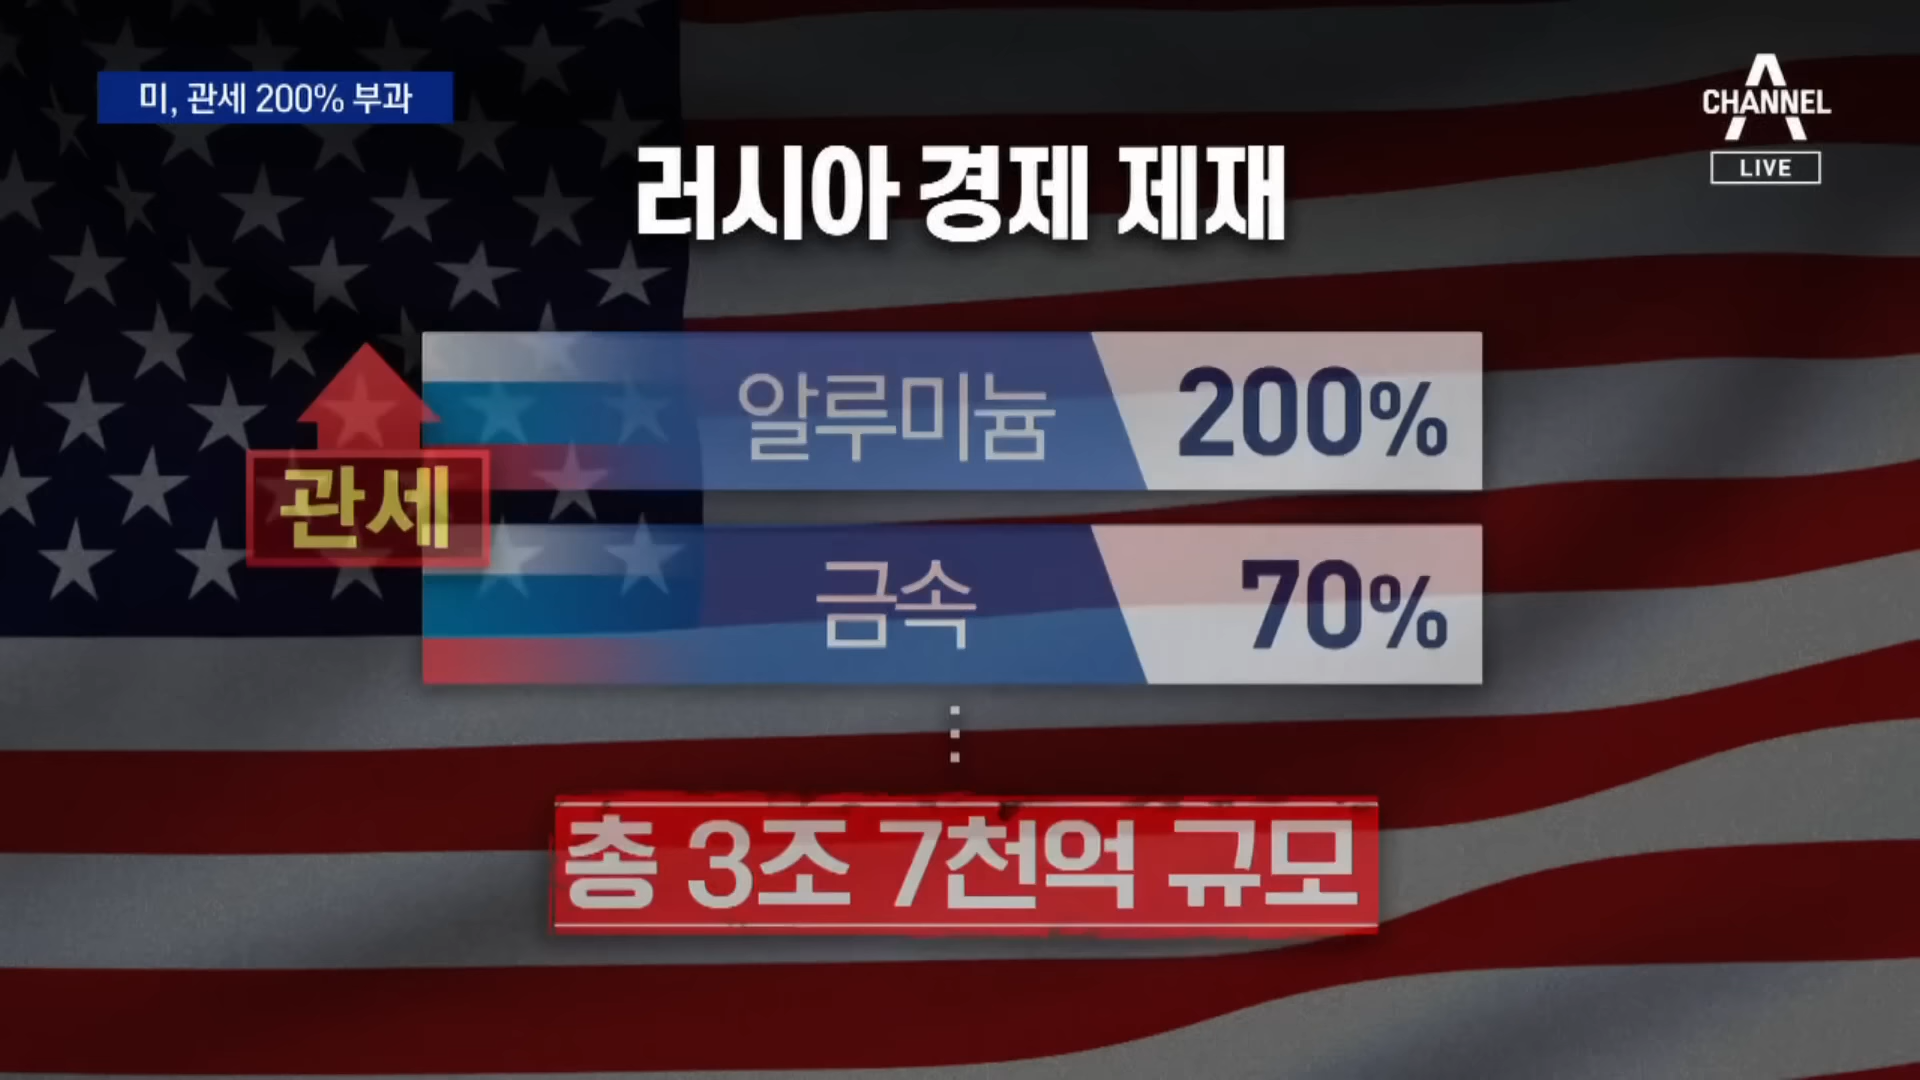 미, 관세 200% 부과
CHANNEL A
LIVE
러시아 경제 제재
알루미늄 200%
관세
금속 70%
총 3조 7천억 규모